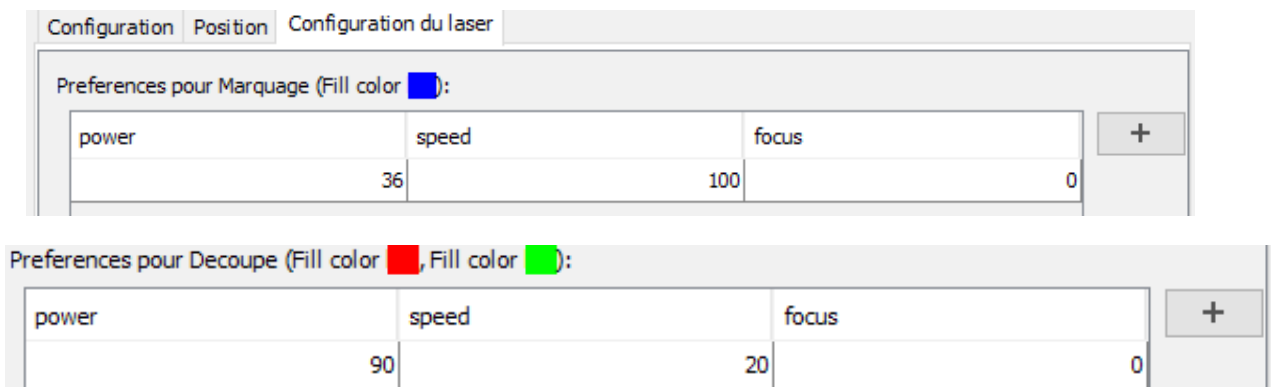 Configuration Position Configuration du laser
Preferences pour Marquage (Fill color ):
power speed focus +
36 100 0
Preferences pour Decoupe (Fill color , Fill color ):
power speed focus +
90 20 0